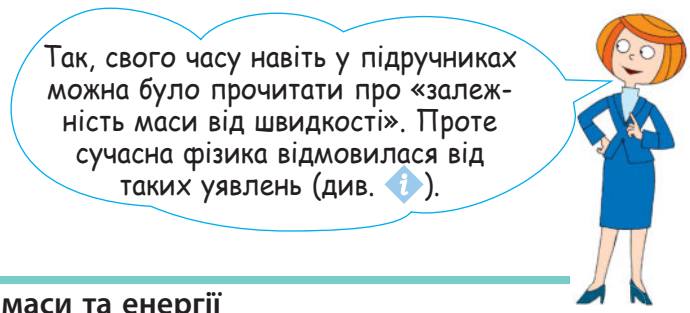 Так, свого часу навіть у підручниках
можна було прочитати про «залеж-
ність маси від швидкості». Проте
сучасна фізика відмовилася від
таких уявлень (див. i ).
маси та енергії